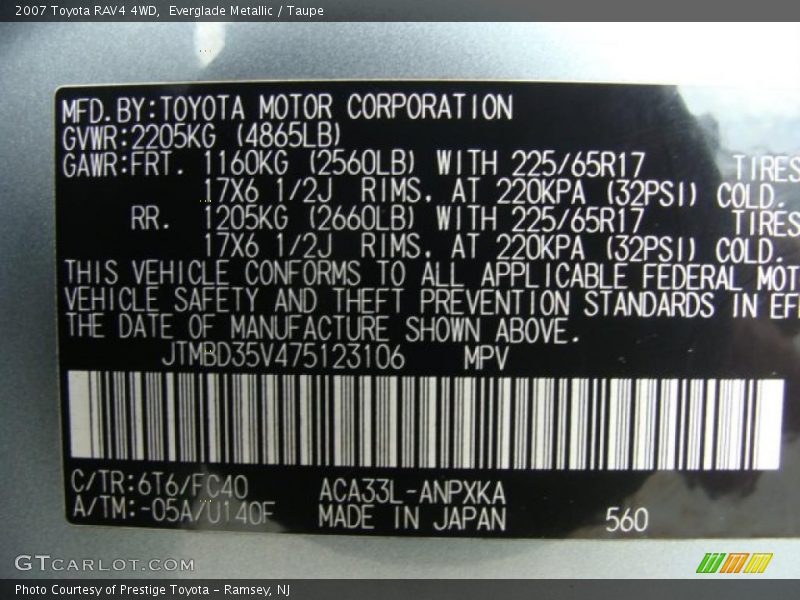 2007 Toyota RAV4 4WD,  Everglade Metallic / Taupe
MFD.BY:TOYOTA MOTOR CORPORATION
GVWR:2205KG (4865LB)
GAWR:FRT. 1160KG (2560LB) WITH 225/65R17 TIRES
17X6 1/2J RIMS. AT 220KPA (32PSI) COLD.
RR. 1205KG (2660LB) WITH 225/65R17 TIRES
17X6 1/2J RIMS. AT 220KPA (32PSI) COLD.
THIS VEHICLE CONFORMS TO ALL APPLICABLE FEDERAL MOT
VEHICLE SAFETY AND THEFT PREVENTION STANDARDS IN EFF
THE DATE OF MANUFACTURE SHOWN ABOVE.
JTMBD35V475123106 MPV
C/TR:6T6/FC40 ACA33L-ANPXKA
A/TM:-05A/U140F MADE IN JAPAN 560
GTCARLOT.COM
Photo Courtesy of Prestige Toyota - Ramsey, NJ